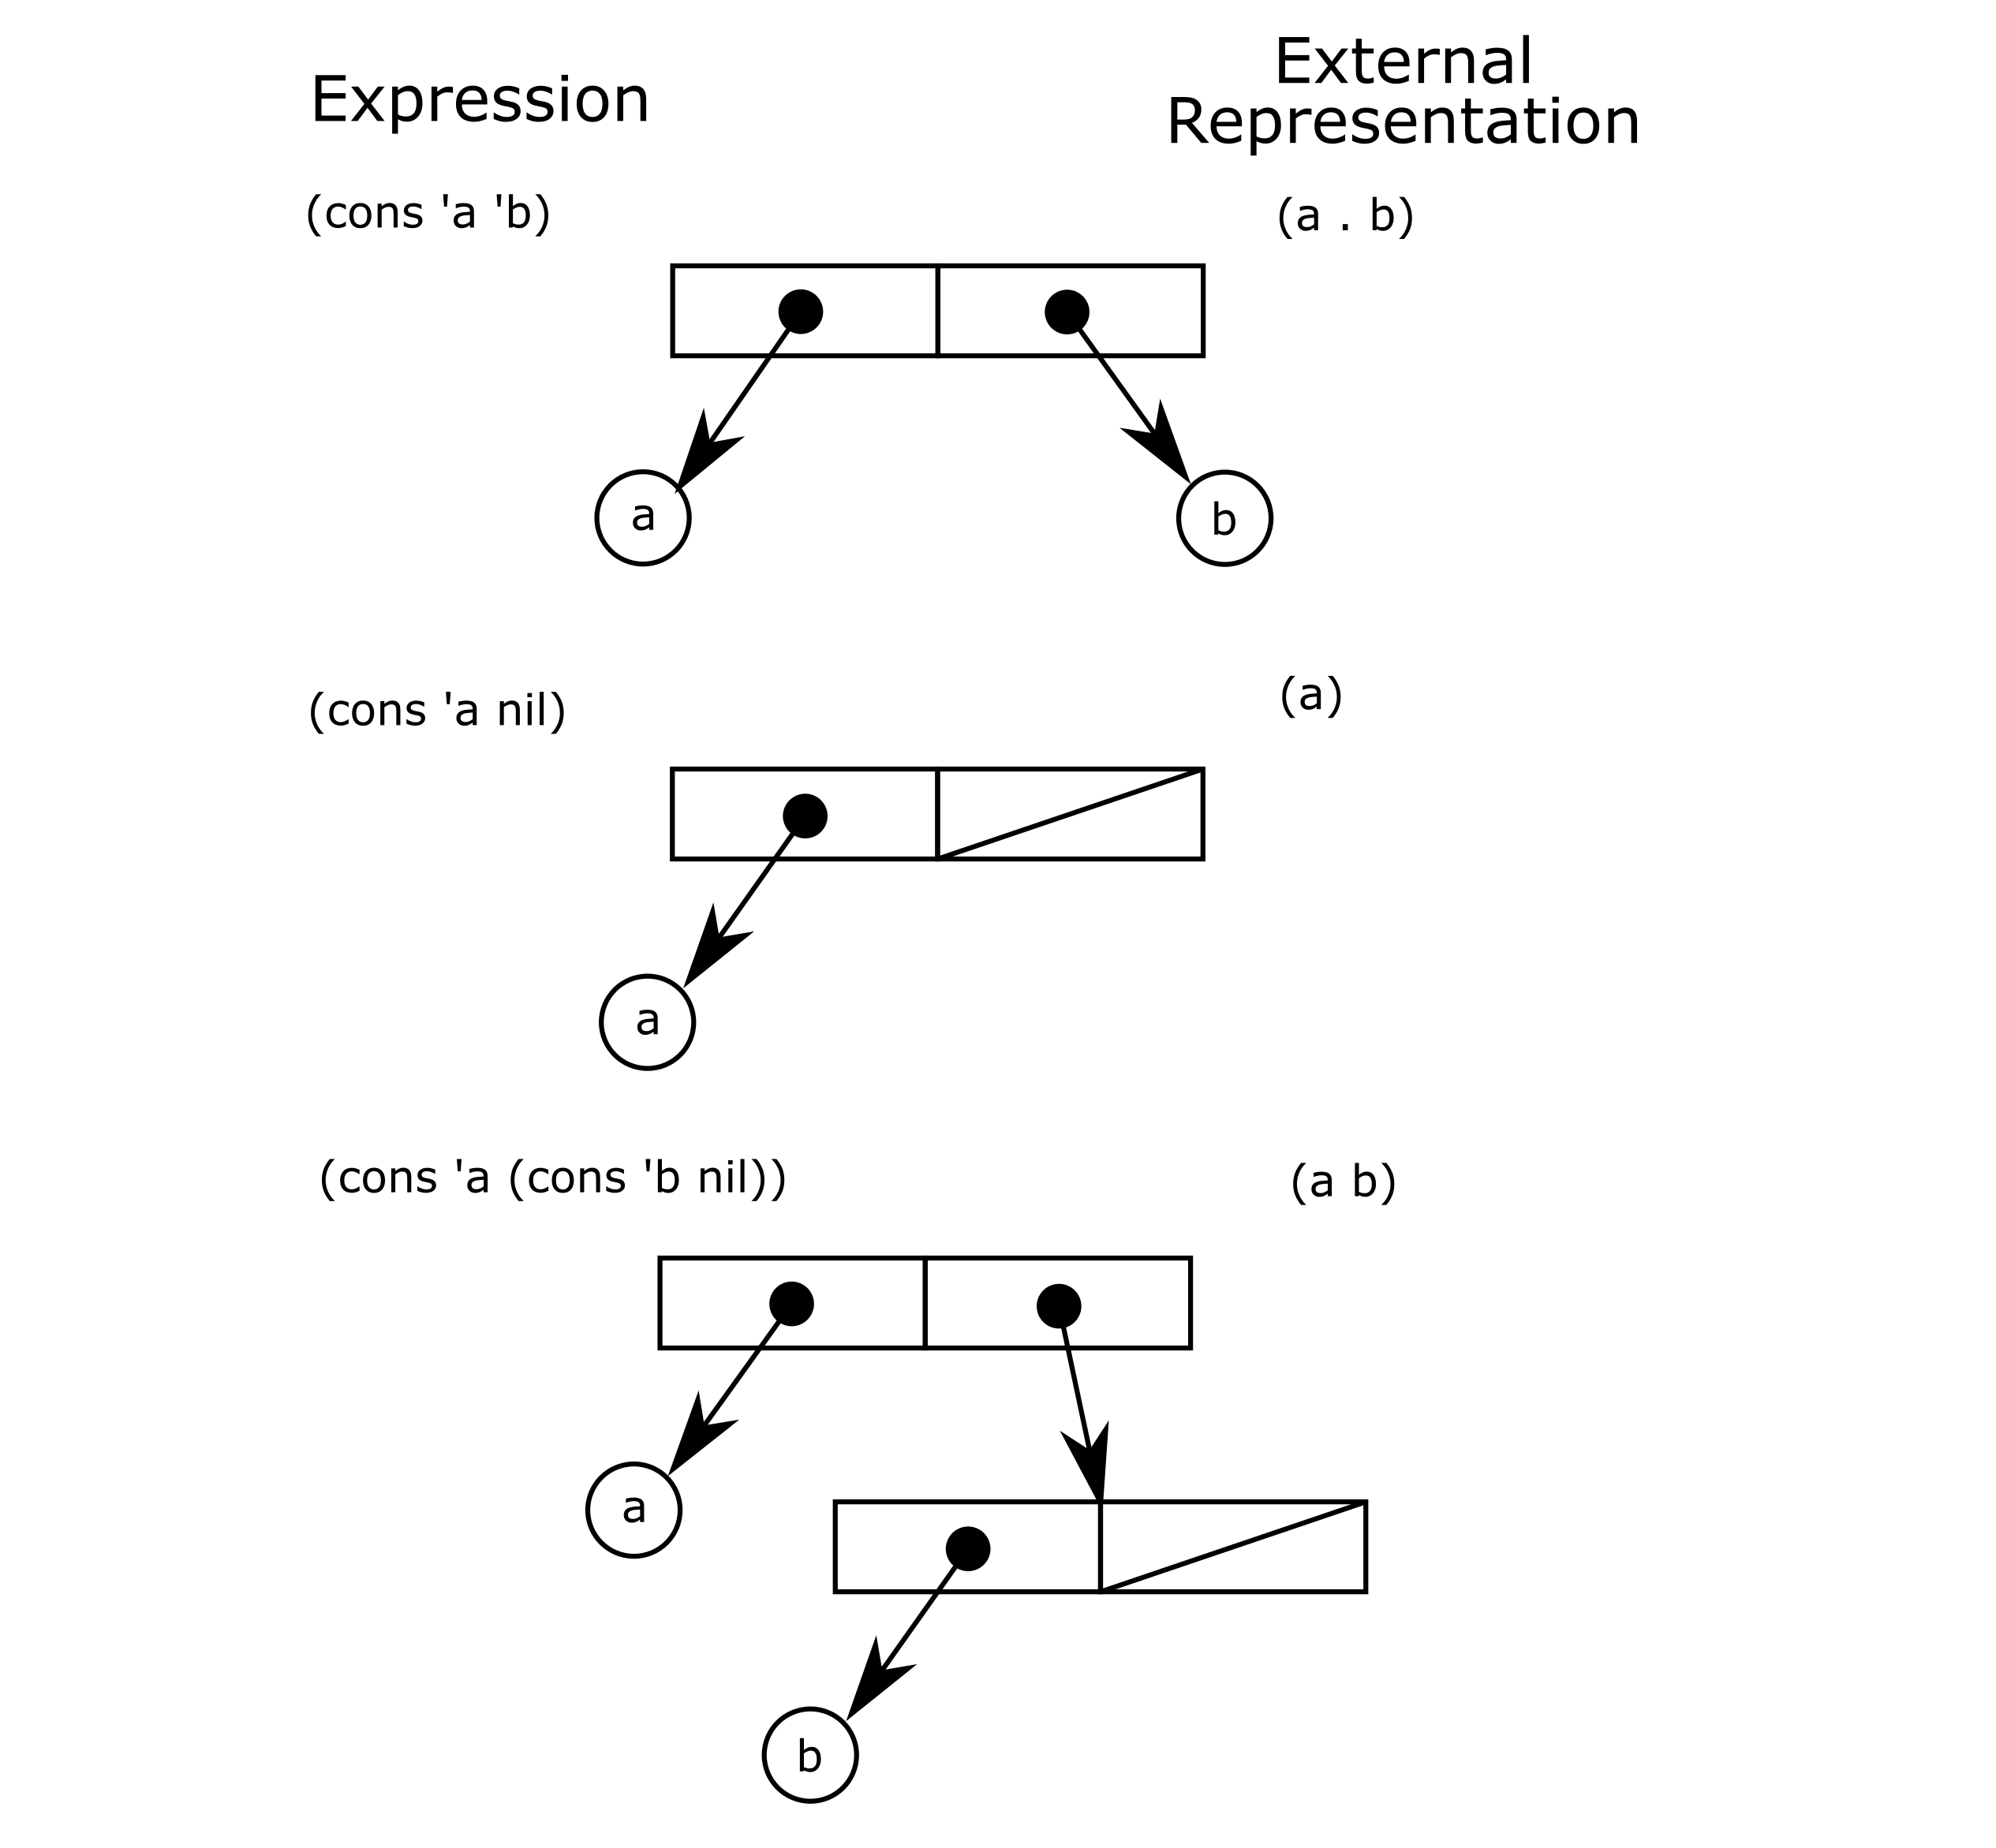 Expression
External
Representation
(cons 'a 'b)
(a . b)
a
b
(cons 'a nil)
(a)
a
(cons 'a (cons 'b nil))
(a b)
a
b